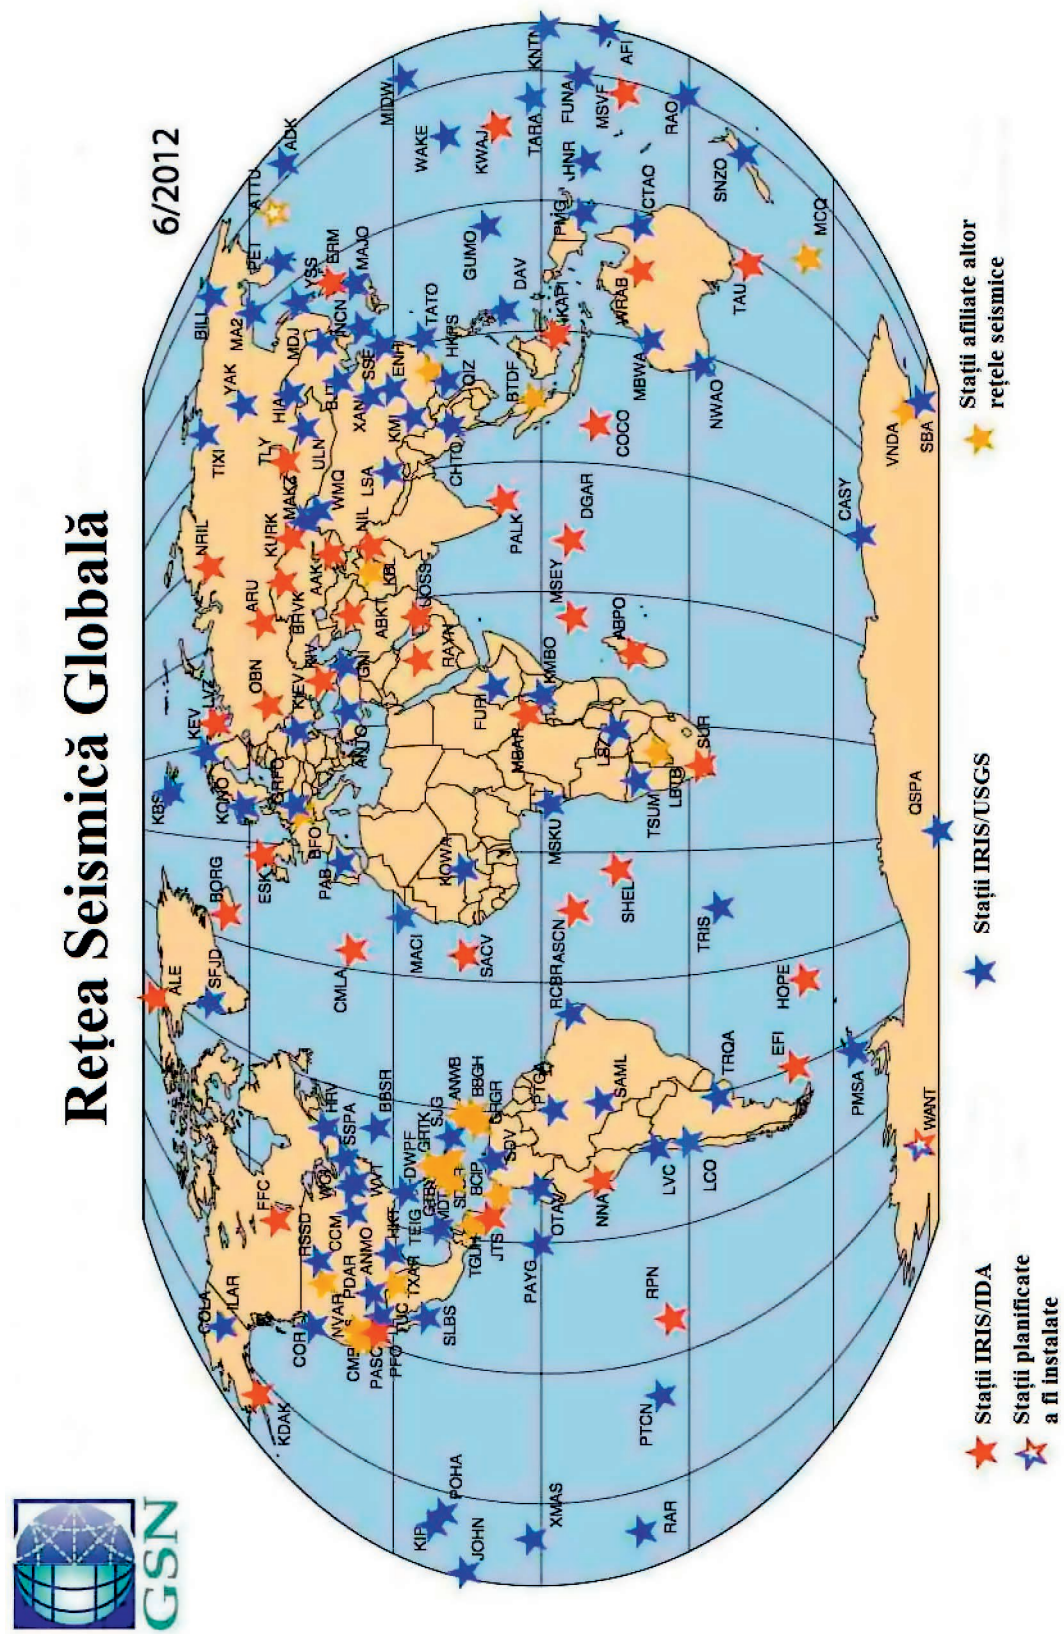 GSN
Rețea Seismică Globală
6/2012
KDAK
COLA
ILAR
FFC
COR
RSSD
NVAR
PDAR
CCM
ANMO
WCI
HRV
SSPA
WVT
BBSR
HKT
DWPF
TXAR
TUC
PFO
PASC
SLBS
TEIG
MDT
GRTK
SJG
ANWB
BBGH
GRGR
SDV
BCIP
JTS
TGUH
OTAV
PAYG
NNA
PTGA
SAML
RCBR
LVC
LCO
TRQA
EFI
HOPE
PMSA
WANT
RPN
PTCN
RAR
XMAS
JOHN
KIP
POHA
ALE
SFJD
BORG
CMLA
ESK
KBS
KEV
LVZ
KONO
GRFO
BFO
PAB
MACI
SACV
KOWA
ASCN
SHEL
TRIS
MSKU
TSUM
LBTB
LSZ
SUR
MBAR
FURI
KMBO
ABPO
MSEY
DGAR
PALK
OBN
KIEV
KIV
GNI
ANTO
RAYN
UOSS
ABKT
KBL
NIL
AAK
ARU
BRVK
KURK
MAKZ
WMQ
NRIL
TLY
ULN
LSA
TIXI
YAK
HIA
BJT
XAN
KMI
CHTO
QIZ
ENH
SSE
HKPS
TATO
MDJ
INCN
YSS
ERM
MAJO
BILL
MA2
PET
ATTU
ADK
MIDW
WAKE
KWAJ
TARA
KNTN
AFI
FUNA
MSVF
RAO
HNR
CTAO
PMG
SNZO
MCQ
GUMO
DAV
KAPI
BTDF
COCO
WRAB
MBWA
NWAO
TAU
CASY
VNDA
SBA
QSPA
Stații IRIS/IDA
Stații planificate
a fi instalate
Stații IRIS/USGS
Stații afiliate altor
rețele seismice